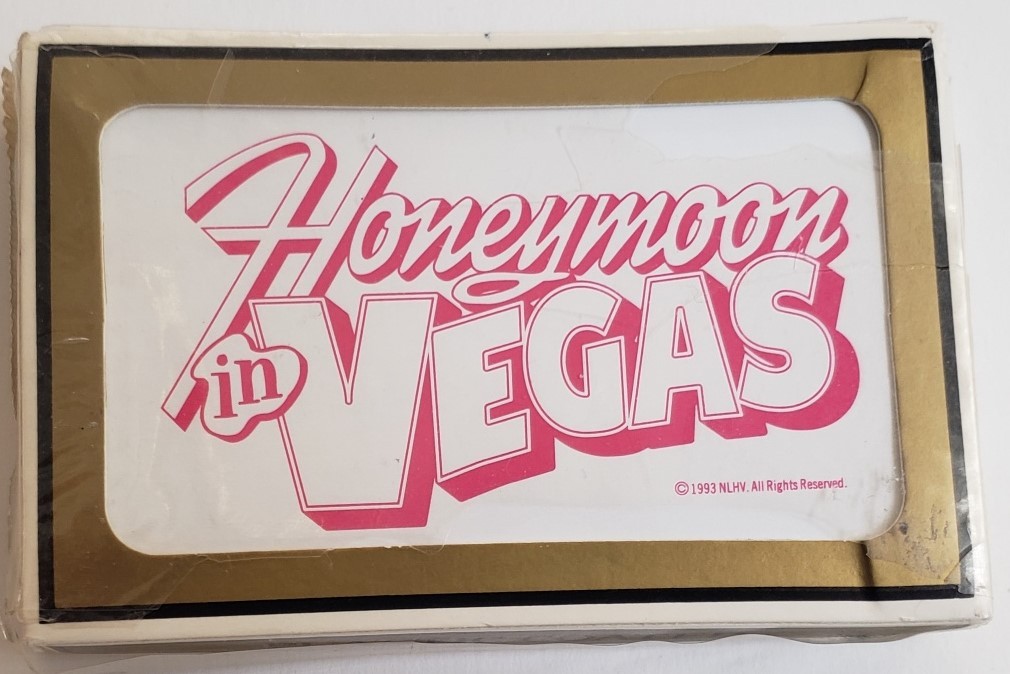 Honeymoon
in VEGAS
© 1993 NLHV. All Rights Reserved.